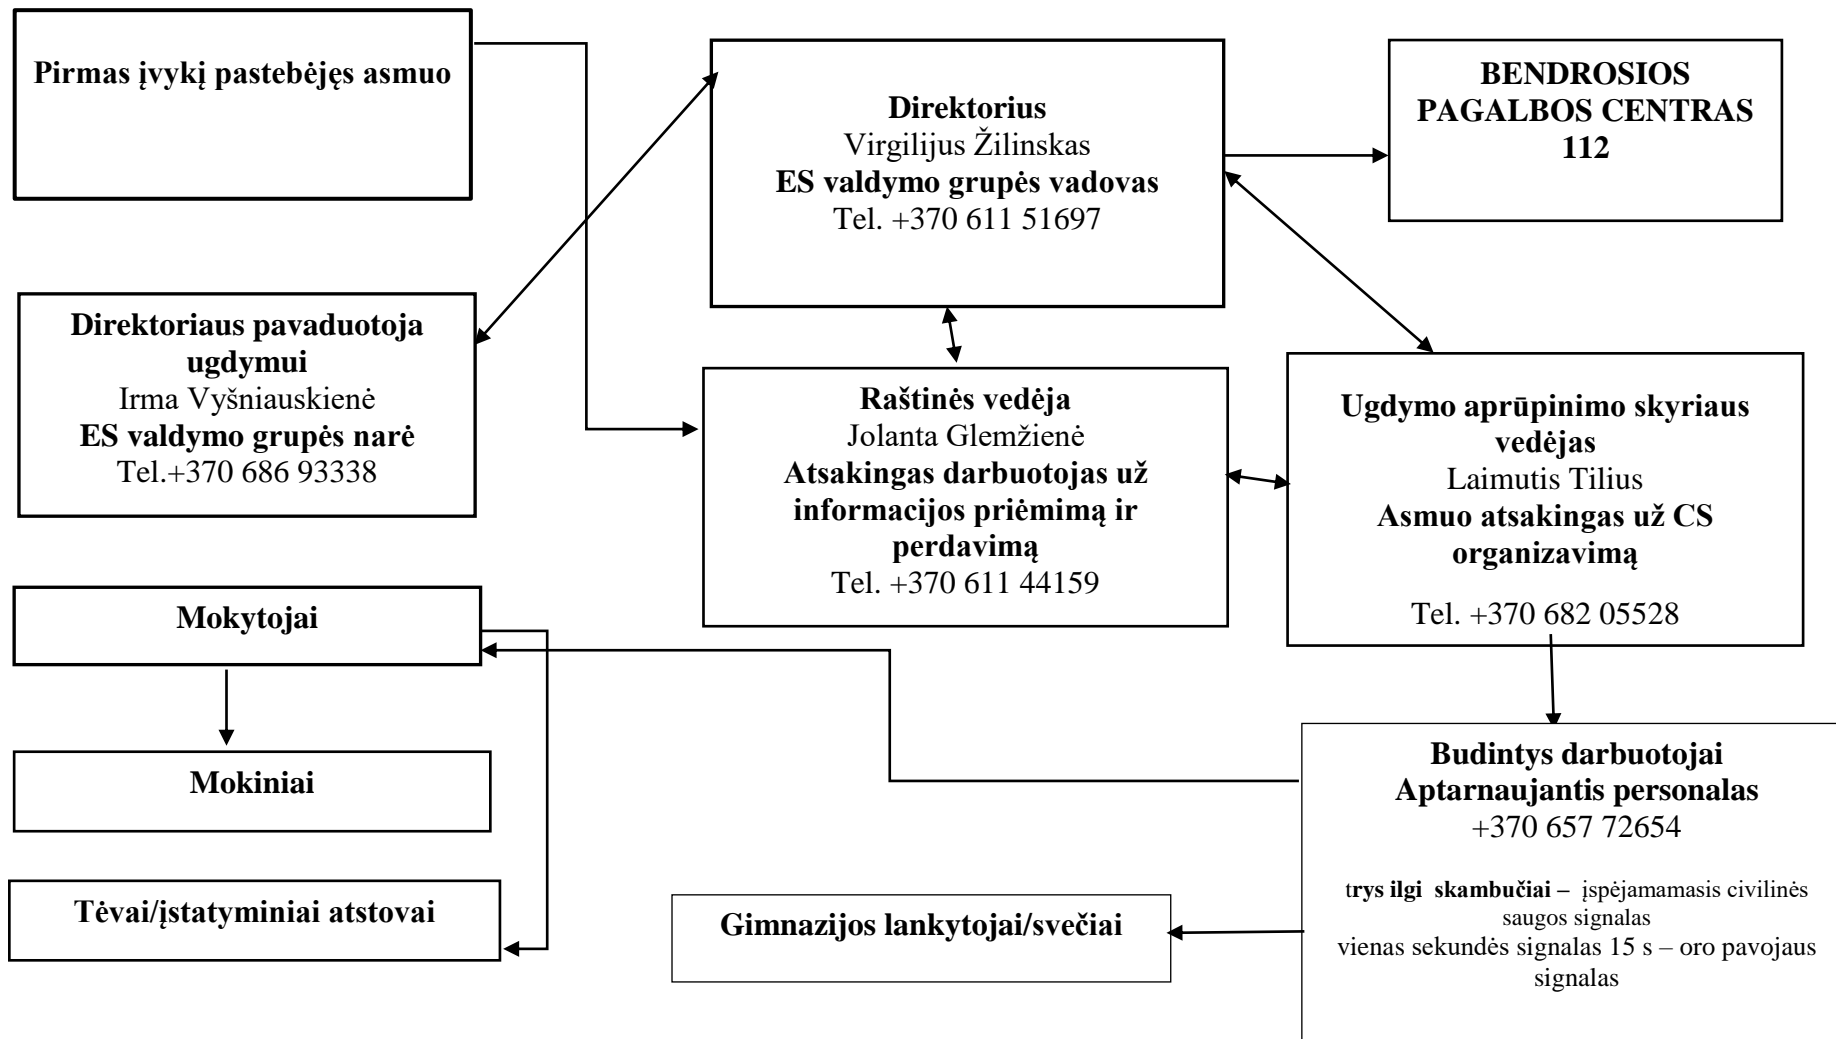 Pirmas įvykį pastebėjęs asmuo
Direktorius
Virgilijus Žilinskas
ES valdymo grupės vadovas
Tel. +370 611 51697
BENDROSIOS
PAGALBOS CENTRAS
112
Direktoriaus pavaduotoja
ugdymui
Irma Vyšniauskienė
ES valdymo grupės narė
Tel.+370 686 93338
Raštinės vedėja
Jolanta Glemžienė
Atsakingas darbuotojas už
informacijos priėmimą ir
perdavimą
Tel. +370 611 44159
Ugdymo aprūpinimo skyriaus
vedėjas
Laimutis Tilius
Asmuo atsakingas už CS
organizavimą
Tel. +370 682 05528
Mokytojai
Mokiniai
Tėvai/įstatyminiai atstovai
Gimnazijos lankytojai/svečiai
Budintys darbuotojai
Aptarnaujantis personalas
+370 657 72654
trys ilgi skambučiai – įspėjamamasis civilinės
saugos signalas
vienas sekundės signalas 15 s – oro pavojaus
signalas